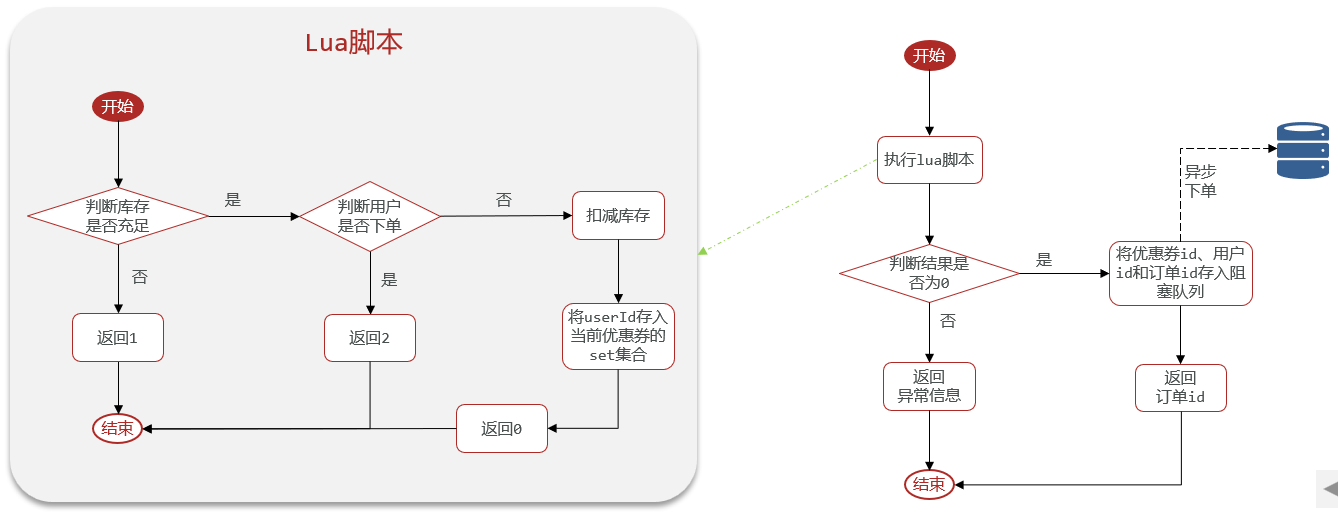 Lua脚本
开始
判断库存
是否充足
是
判断用户
是否下单
否
扣减库存
否
是
返回1
返回2
将userId存入
当前优惠券的
set集合
返回0
结束
开始
执行lua脚本
判断结果是
否为0
是
将优惠券id、用户
id和订单id存入阻
塞队列
异步
下单
否
返回
异常信息
返回
订单id
结束